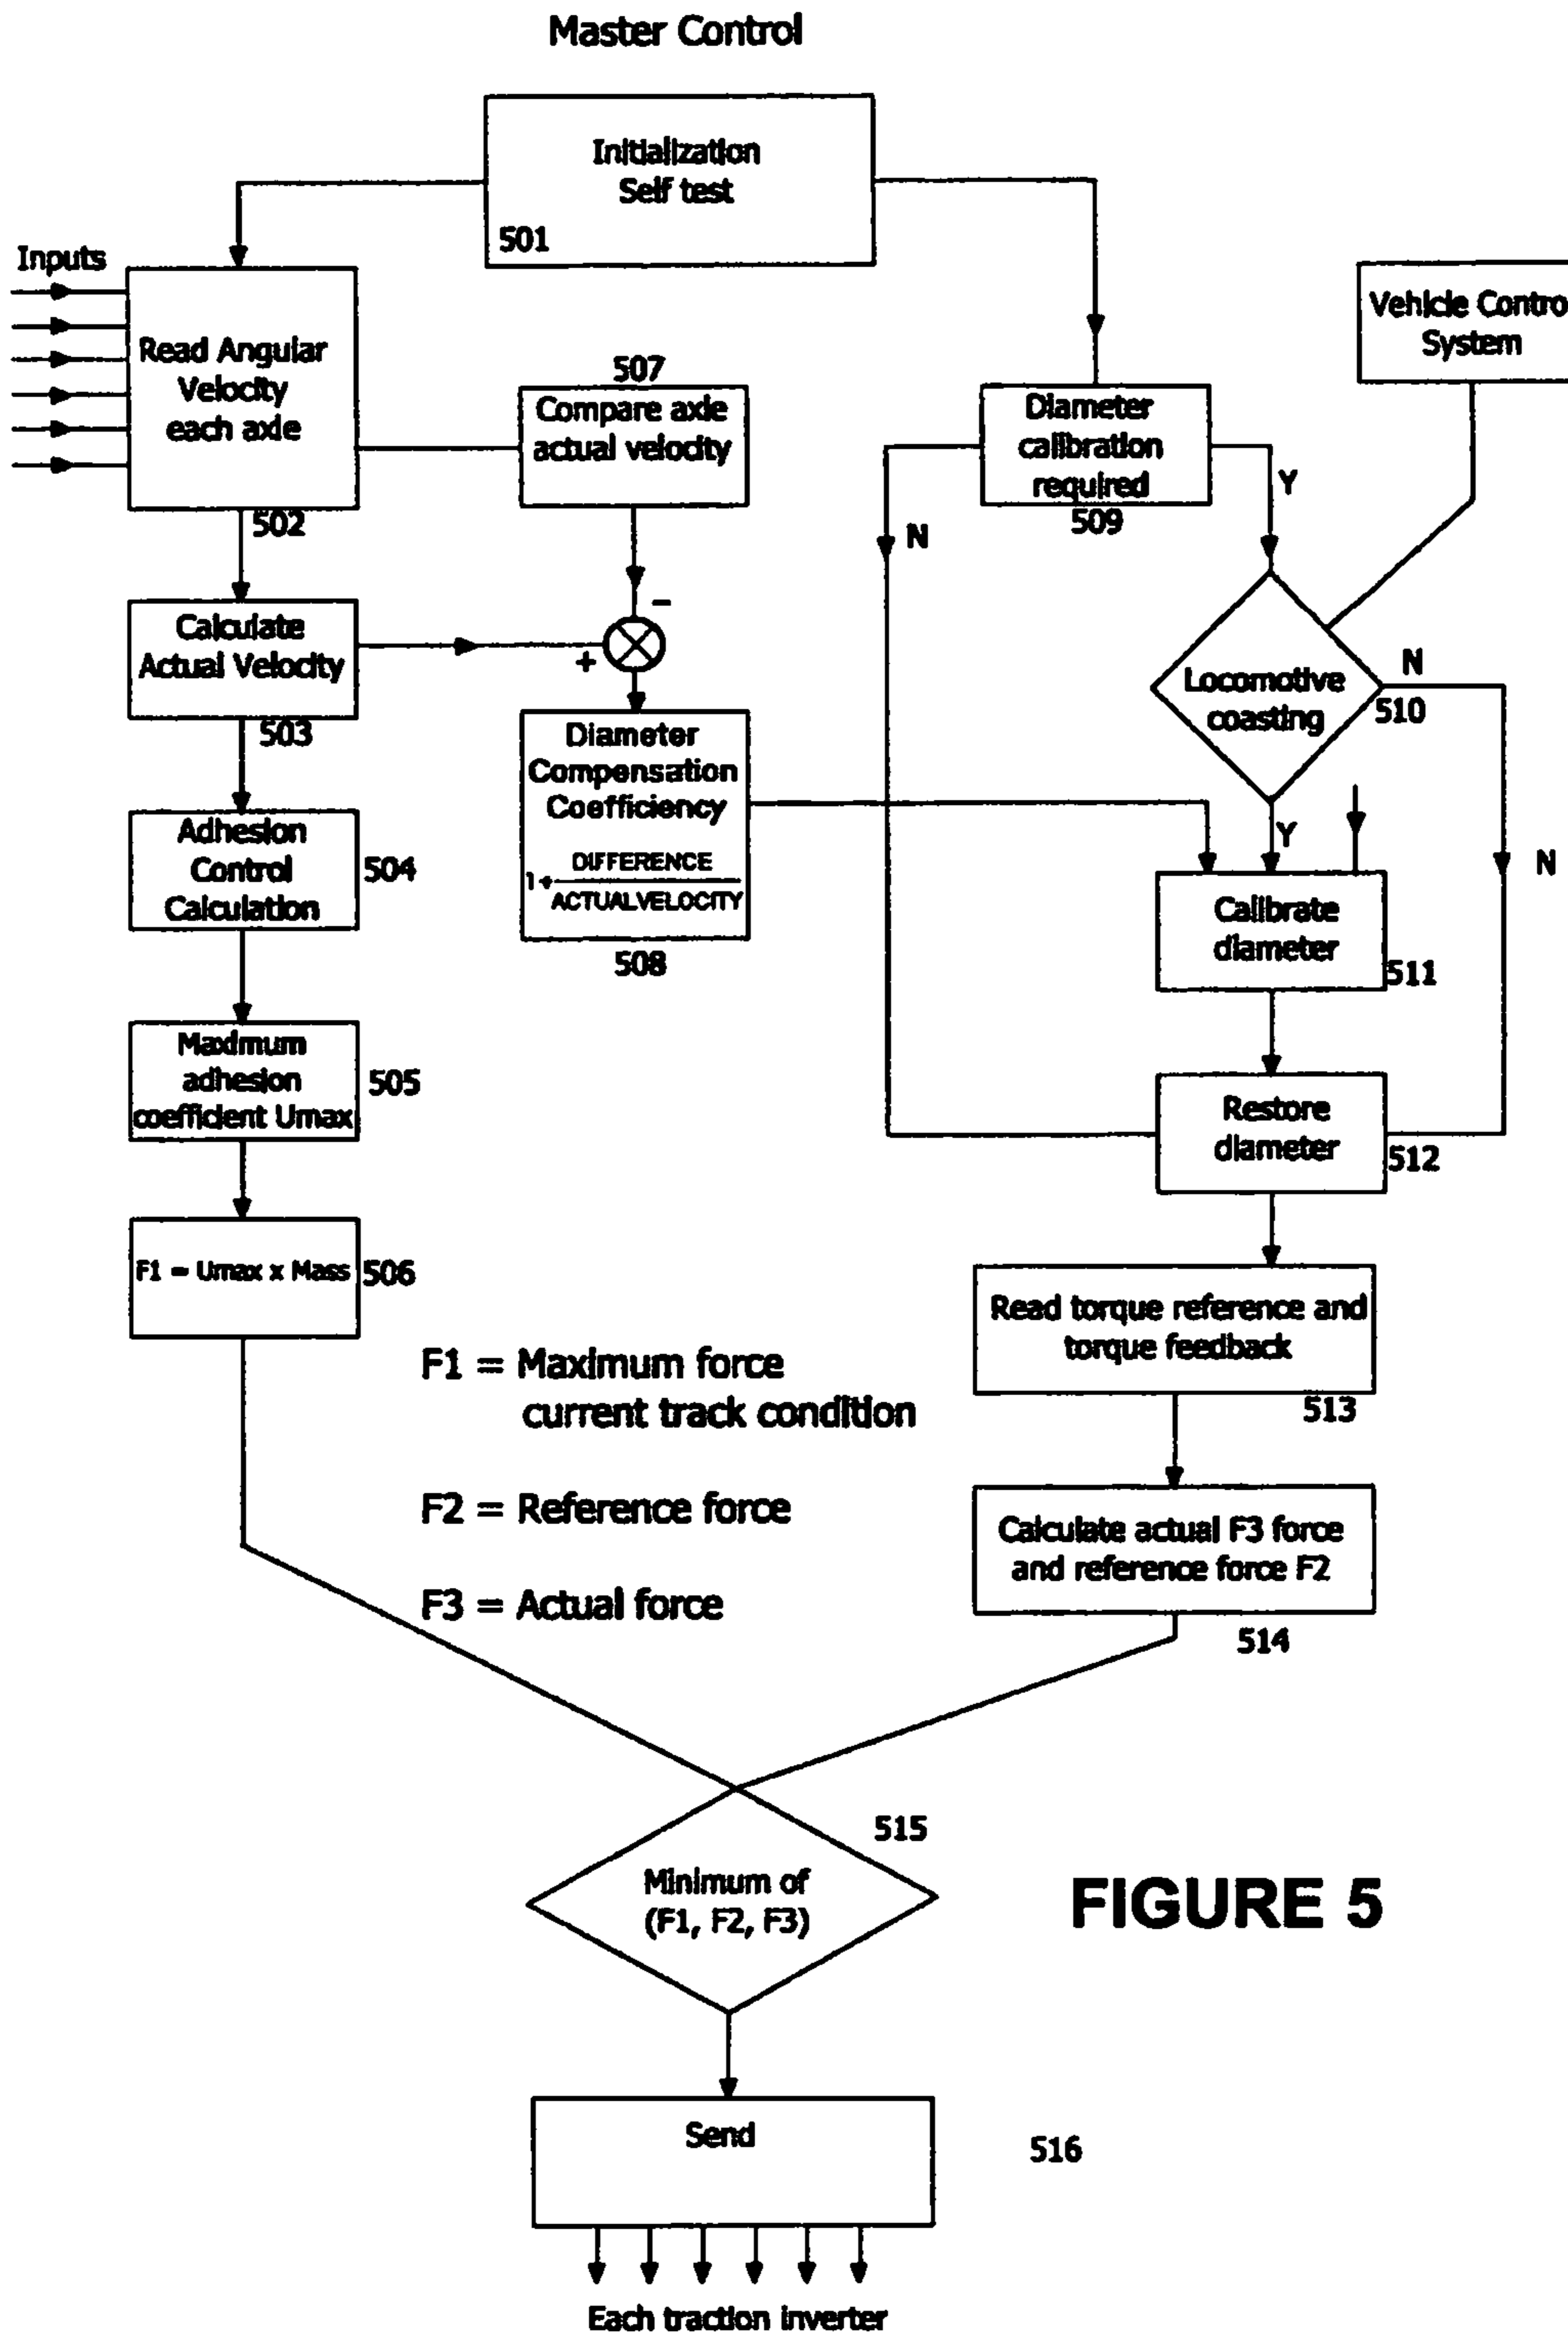 Master Control
Initialization
Self test
501
Inputs
Read Angular
Velocity
each axle
502
507
Compare axle
actual velocity
Diameter
calibration
required
509
Vehicle Contro
System
Y
N
Calculate
Actual Velocity
503
−
+
Locomotive
coasting
510
N
Y
N
Diameter
Compensation
Coefficiency
1+ DIFFERENCE
ACTUALVELOCITY
508
Adhesion
Control
Calculation
504
Calibrate
diameter
511
Maximum
adhesion
coefficient Umax
505
Restore
diameter
512
F1 = Umax x Mass
506
Read torque reference and
torque feedback
513
F1 = Maximum force
current track condition
F2 = Reference force
F3 = Actual force
Calculate actual F3 force
and reference force F2
514
515
Minimum of
(F1, F2, F3)
FIGURE 5
Send
516
Each traction inverter